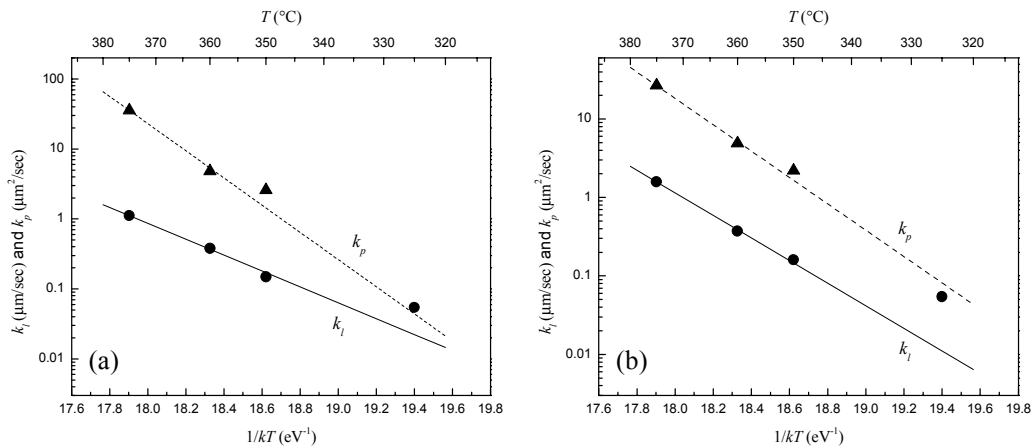 T (°C)
380 370 360 350 340 330 320
100
10
1
0.1
0.01
k_l (μm/sec) and k_p (μm²/sec)
k_p
k_l
(a)
17.6 17.8 18.0 18.2 18.4 18.6 18.8 19.0 19.2 19.4 19.6 19.8
1/kT (eV⁻¹)
T (°C)
380 370 360 350 340 330 320
10
1
0.1
0.01
k_l (μm/sec) and k_p (μm²/sec)
k_p
k_l
(b)
17.6 17.8 18.0 18.2 18.4 18.6 18.8 19.0 19.2 19.4 19.6 19.8
1/kT (eV⁻¹)